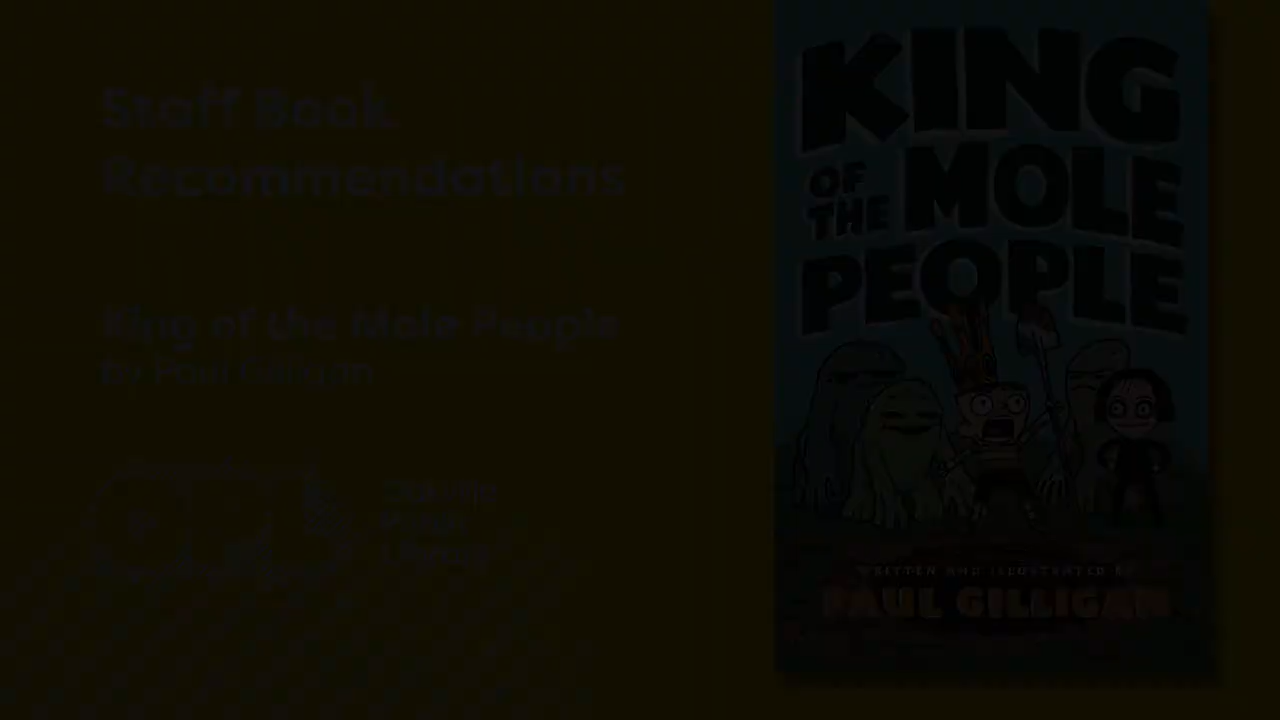 Staff Book
Recommendations
King of the Mole People
by Paul Gilligan
KING
OF
THE
MOLE
PEOPLE
WRITTEN AND ILLUSTRATED BY
PAUL GILLIGAN